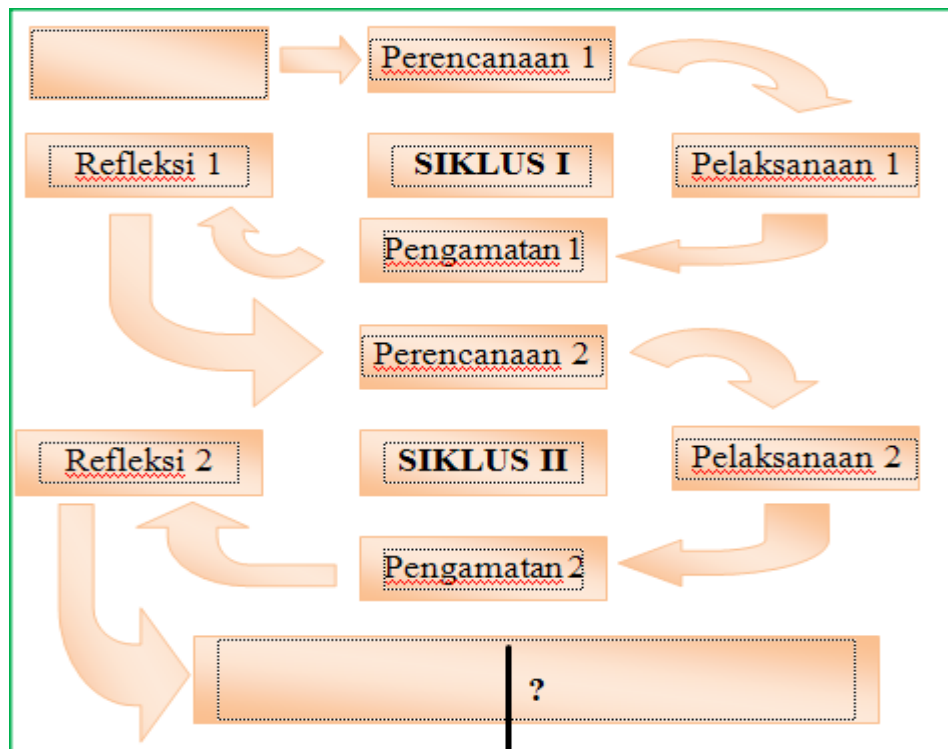 Perencanaan 1
Refleksi 1
SIKLUS I
Pelaksanaan 1
Pengamatan 1
Perencanaan 2
Refleksi 2
SIKLUS II
Pelaksanaan 2
Pengamatan 2
?